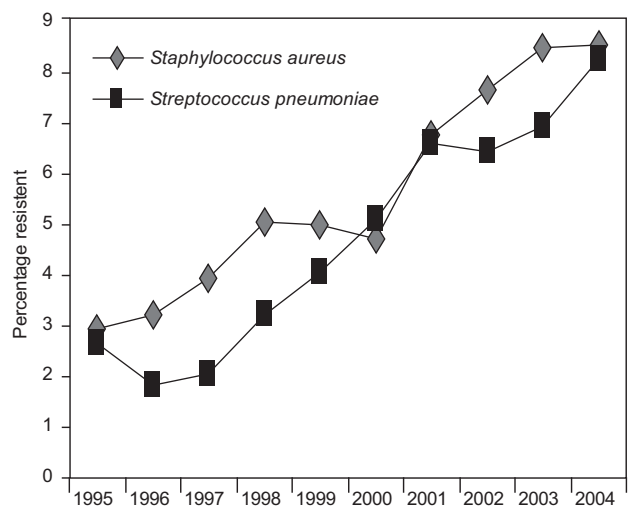 9
8
7
6
5
4
3
2
1
0
Percentage resistent
Staphylococcus aureus
Streptococcus pneumoniae
1995 1996 1997 1998 1999 2000 2001 2002 2003 2004